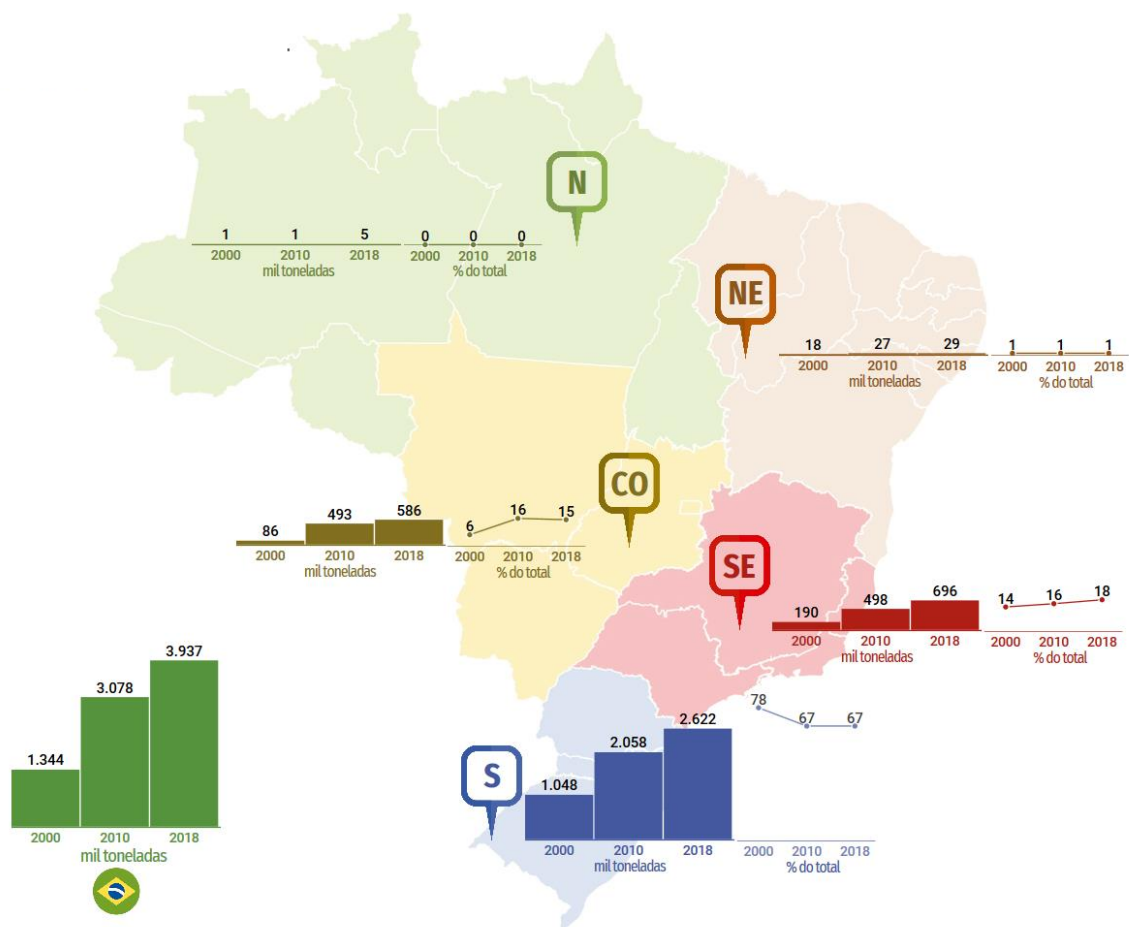 N
1 1 5 0 0 0
2000 2010 2018 2000 2010 2018
mil toneladas % do total
NE
18 27 29 1 1 1
2000 2010 2018 2000 2010 2018
mil toneladas % do total
CO
86 493 586 6 16 15
2000 2010 2018 2000 2010 2018
mil toneladas % do total
SE
190 498 696 14 16 18
2000 2010 2018 2000 2010 2018
mil toneladas % do total
1.344 3.078 3.937
2000 2010 2018
mil toneladas
S
1.048 2.058 2.622 78 67 67
2000 2010 2018 2000 2010 2018
mil toneladas % do total